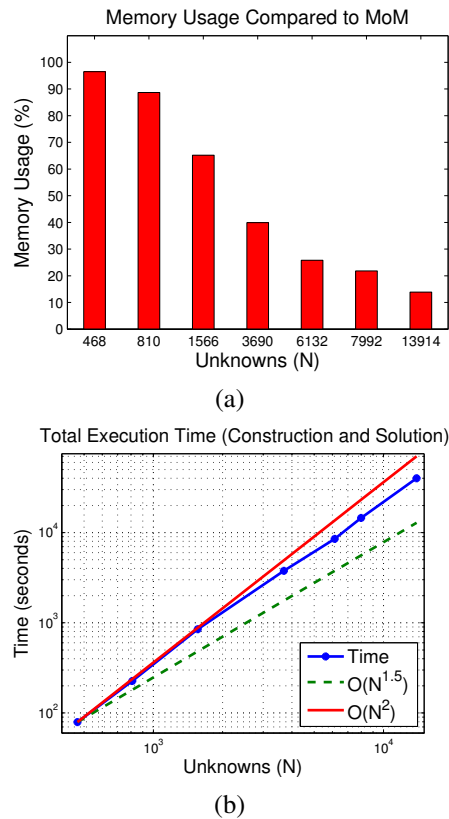 Memory Usage Compared to MoM
Memory Usage (%)
100
90
80
70
60
50
40
30
20
10
0
468 810 1566 3690 6132 7992 13914
Unknowns (N)
(a)
Total Execution Time (Construction and Solution)
Time (seconds)
10^4
10^3
10^2
Time
O(N^1.5)
O(N^2)
10^3 10^4
Unknowns (N)
(b)